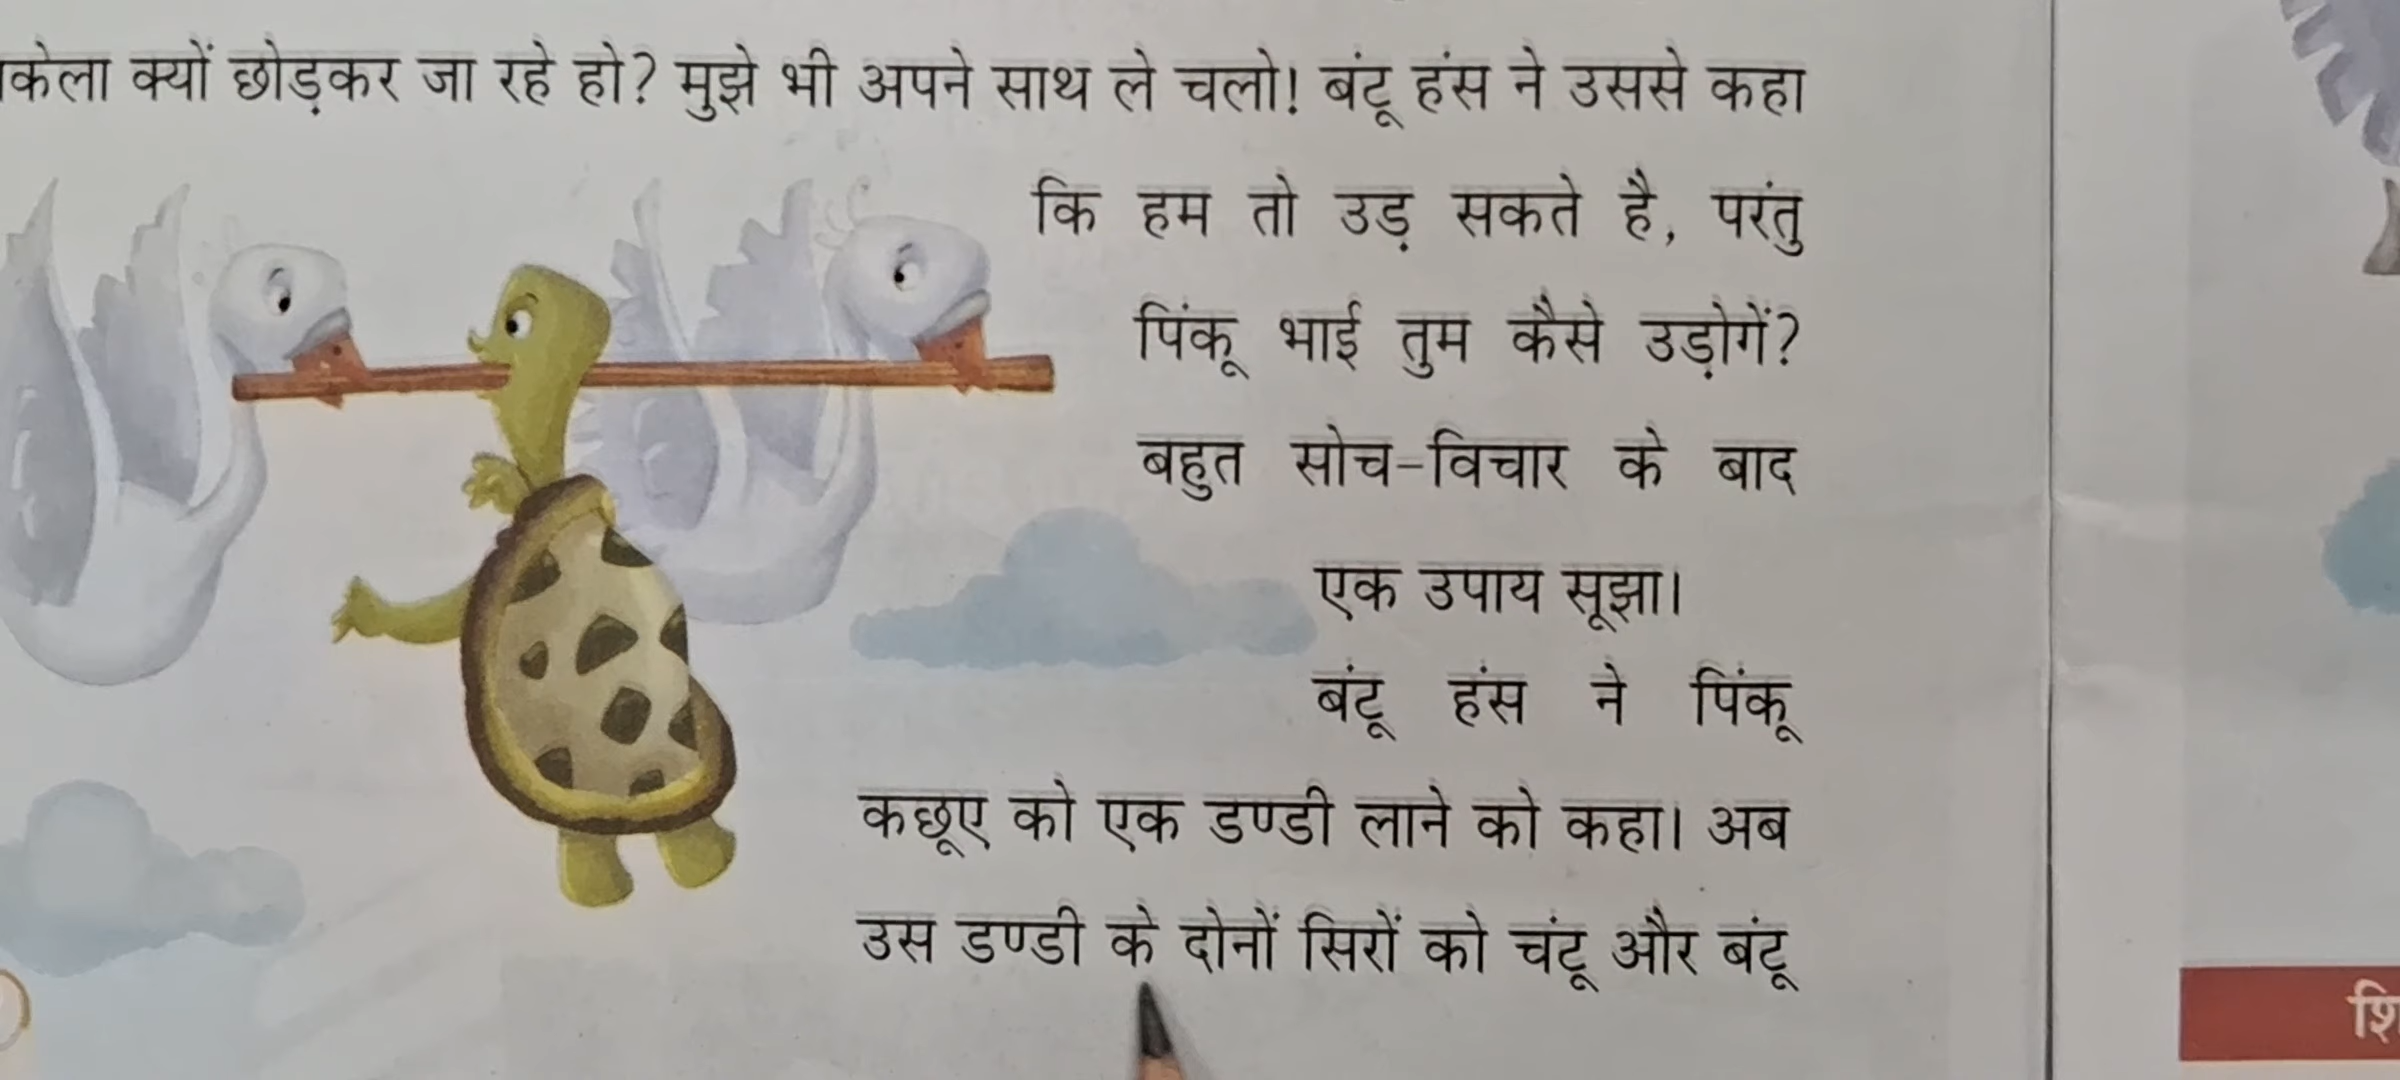 केला क्यों छोड़कर जा रहे हो? मुझे भी अपने साथ ले चलो! बंटू हंस ने उससे कहा
कि हम तो उड़ सकते है, परंतु
पिंकू भाई तुम कैसे उड़ोगें?
बहुत सोच-विचार के बाद
एक उपाय सूझा।
बंटू हंस ने पिंकू
कछूए को एक डण्डी लाने को कहा। अब
उस डण्डी के दोनों सिरों को चंटू और बंटू
शि